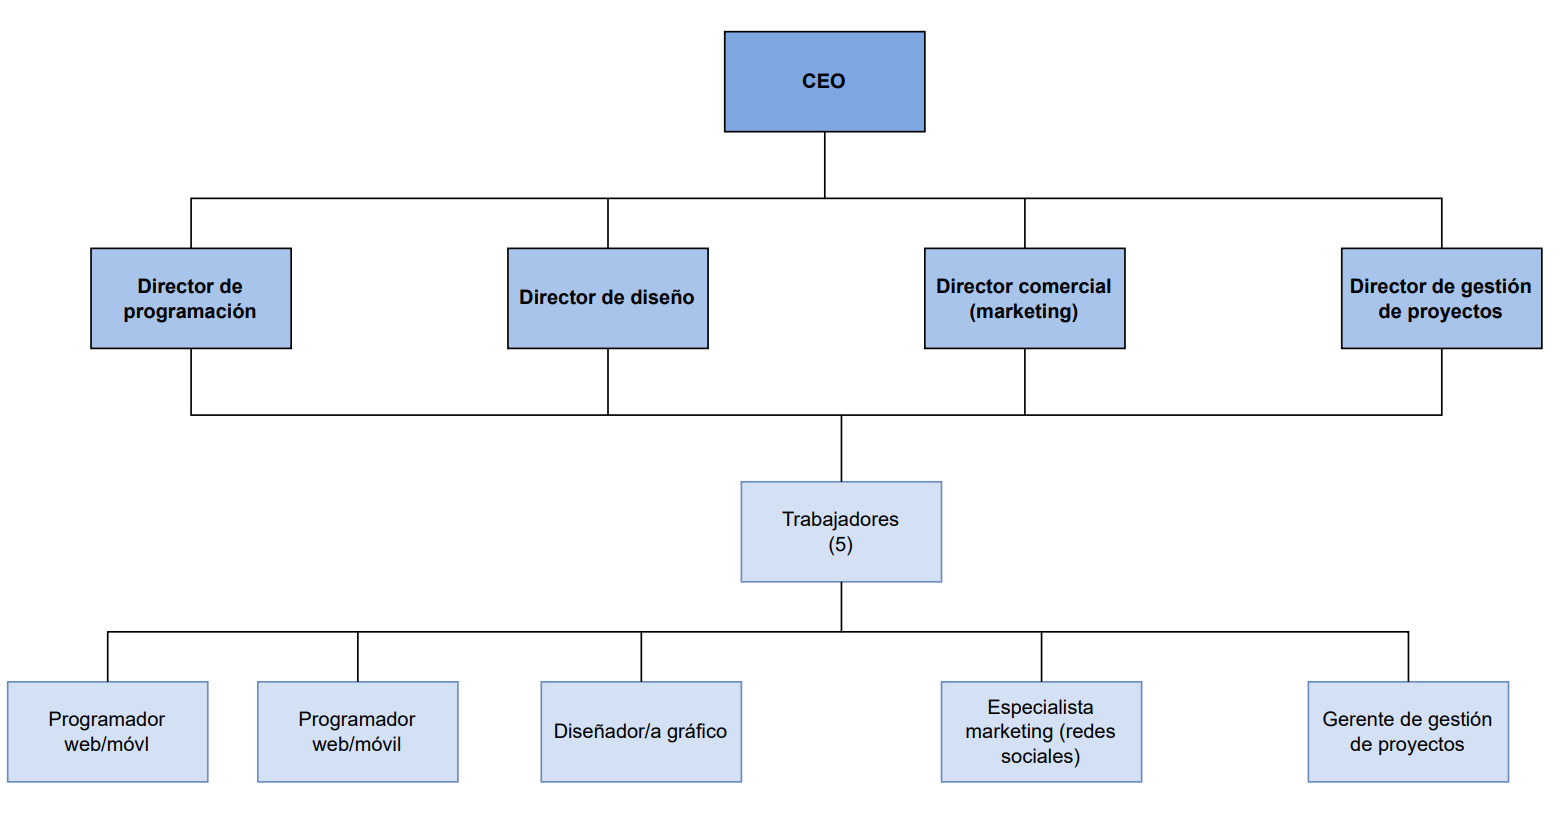 CEO
Director de
programación
Director de diseño
Director comercial
(marketing)
Director de gestión
de proyectos
Trabajadores
(5)
Programador
web/móvl
Programador
web/móvil
Diseñador/a gráfico
Especialista
marketing (redes
sociales)
Gerente de gestión
de proyectos